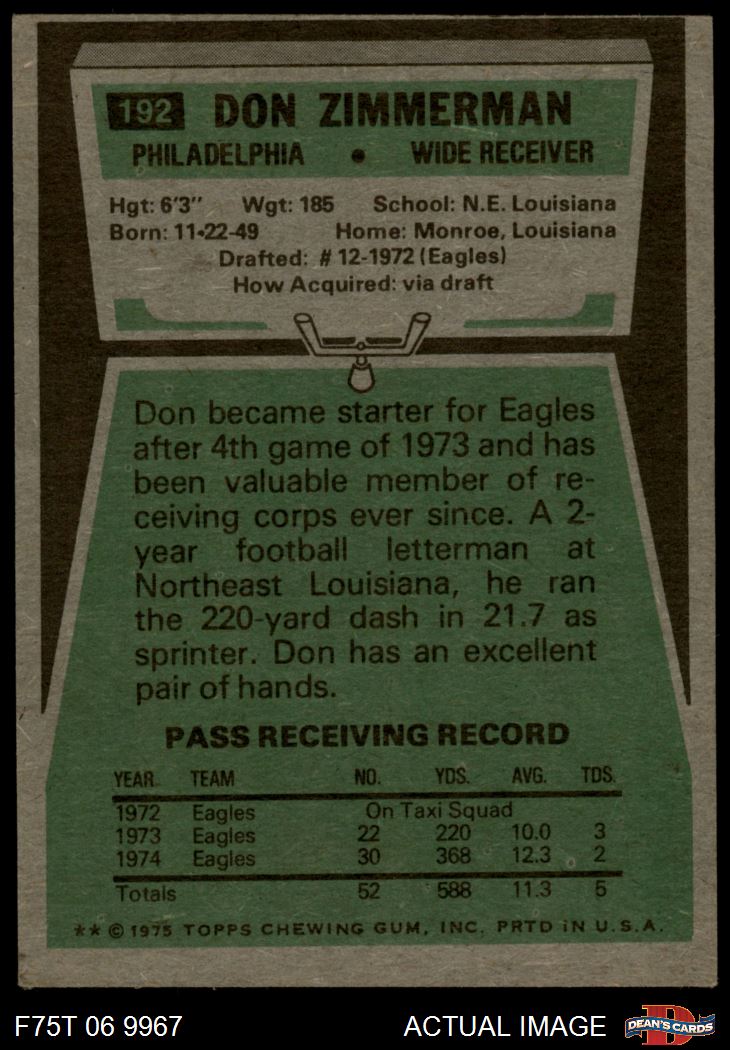 192 DON ZIMMERMAN
PHILADELPHIA • WIDE RECEIVER
Hgt: 6'3" Wgt: 185 School: N.E. Louisiana
Born: 11-22-49 Home: Monroe, Louisiana
Drafted: # 12-1972 (Eagles)
How Acquired: via draft
Don became starter for Eagles
after 4th game of 1973 and has
been valuable member of re-
ceiving corps ever since. A 2-
year football letterman at
Northeast Louisiana, he ran
the 220-yard dash in 21.7 as
sprinter. Don has an excellent
pair of hands.
PASS RECEIVING RECORD
YEAR TEAM NO. YDS. AVG. TDS.
1972 Eagles On Taxi Squad
1973 Eagles 22 220 10.0 3
1974 Eagles 30 368 12.3 2
Totals 52 588 11.3 5
** © 1975 TOPPS CHEWING GUM, INC. PRTD IN U.S.A.
F75T 06 9967 ACTUAL IMAGE DEAN'S CARDS